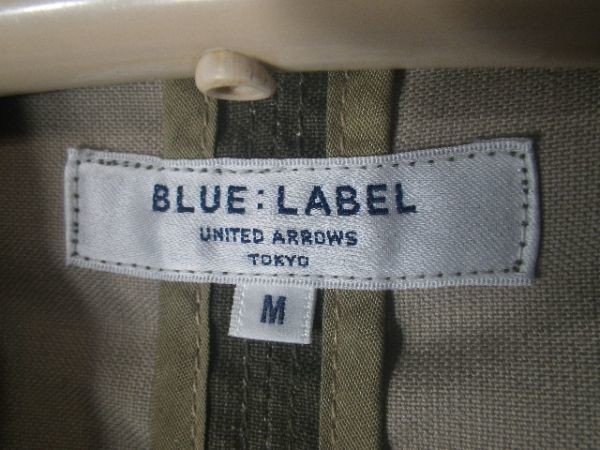 BLUE:LABEL
UNITED ARROWS
TOKYO
M